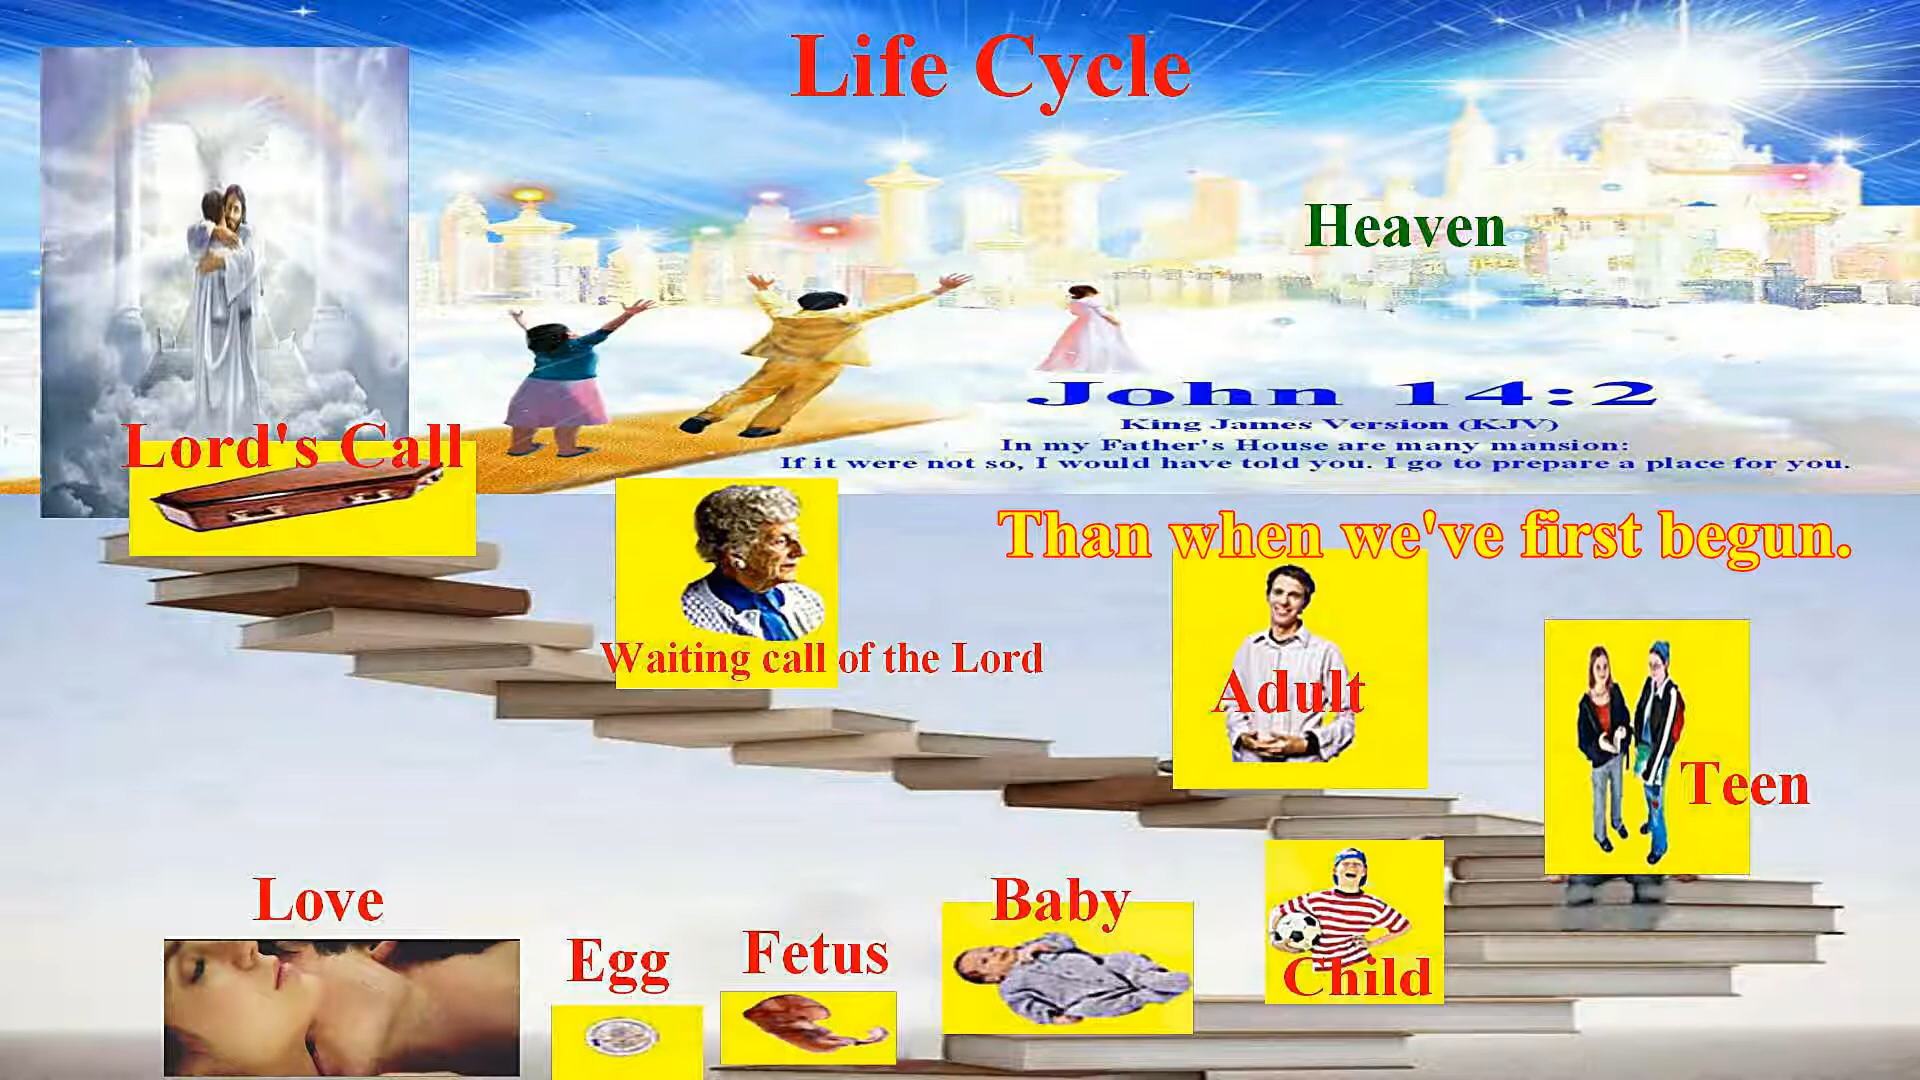 Life Cycle
Heaven
John 14:2
King James Version (KJV)
In my Father's House are many mansion:
If it were not so, I would have told you. I go to prepare a place for you.
Lord's Call
Than when we've first begun.
Waiting call of the Lord
Adult
Teen
Love
Egg
Fetus
Baby
Child